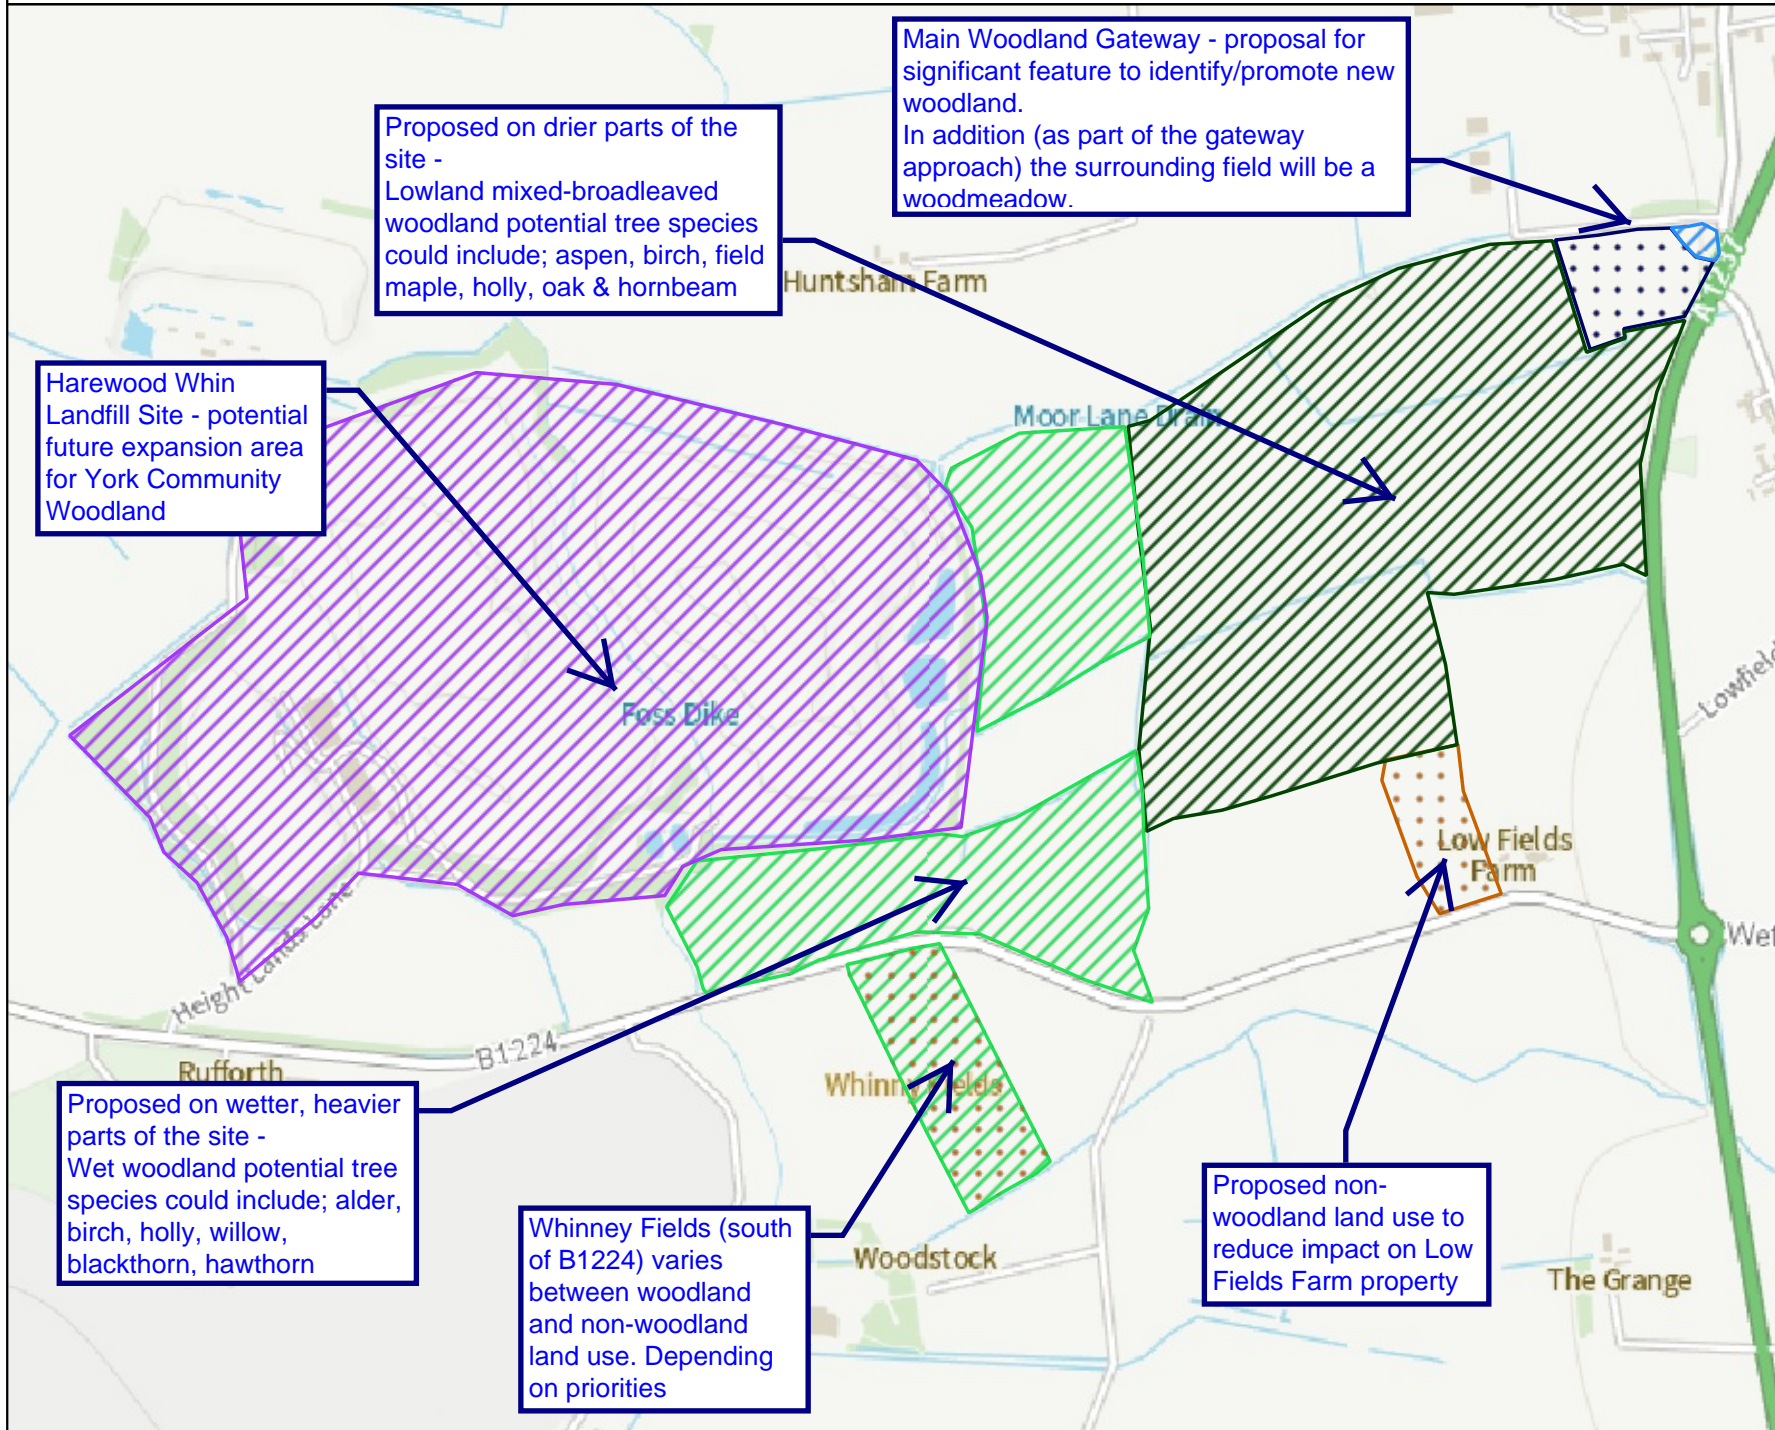 Main Woodland Gateway - proposal for
significant feature to identify/promote new
woodland.
In addition (as part of the gateway
approach) the surrounding field will be a
woodmeadow.
Proposed on drier parts of the
site -
Lowland mixed-broadleaved
woodland potential tree species
could include; aspen, birch, field
maple, holly, oak & hornbeam
Huntsham Farm
A1237
Harewood Whin
Landfill Site - potential
future expansion area
for York Community
Woodland
Moor Lane Drain
Foss Dike
Lowfield
Low Fields
Farm
Wet
Height Lands Lane
B1224
Rufforth
Whinny Fields
Proposed on wetter, heavier
parts of the site -
Wet woodland potential tree
species could include; alder,
birch, holly, willow,
blackthorn, hawthorn
Whinney Fields (south
of B1224) varies
between woodland
and non-woodland
land use. Depending
on priorities
Woodstock
Proposed non-
woodland land use to
reduce impact on Low
Fields Farm property
The Grange